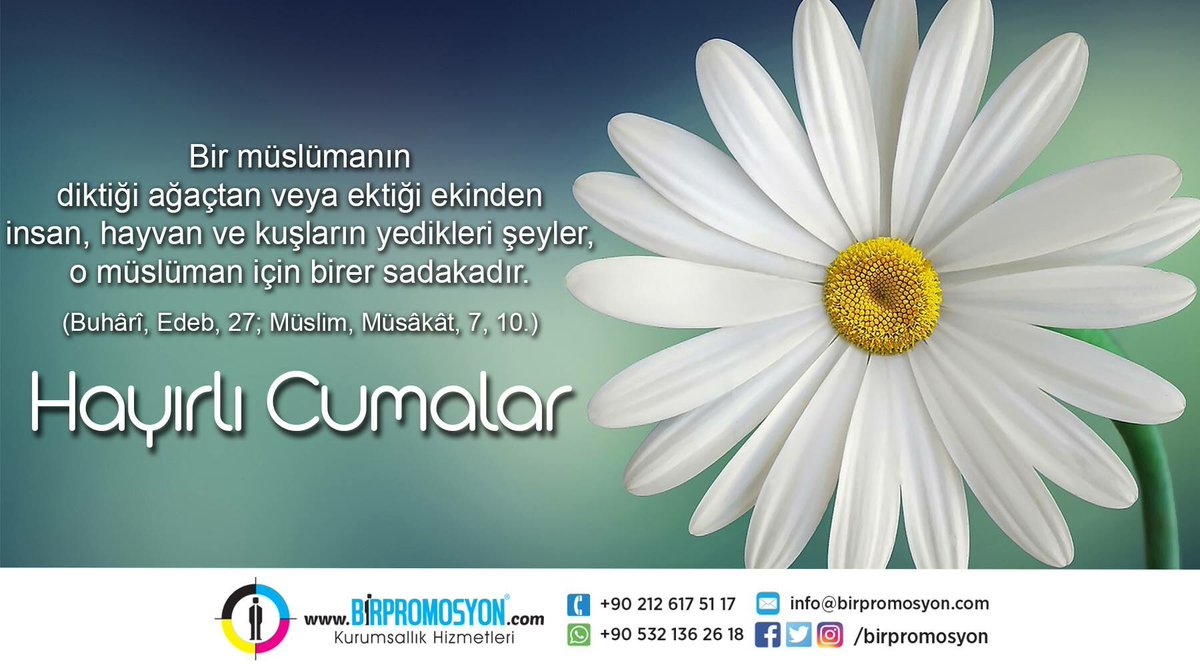 Bir müslümanın
diktiği ağaçtan veya ektiği ekinden
insan, hayvan ve kuşların yedikleri şeyler,
o müslüman için birer sadakadır.
(Buhârî, Edeb, 27; Müslim, Müsâkât, 7, 10.)
Hayırlı Cumalar
www.BİRPROMOSYON®.com
Kurumsallık Hizmetleri
+90 212 617 51 17
+90 532 136 26 18
info@birpromosyon.com
/birpromosyon